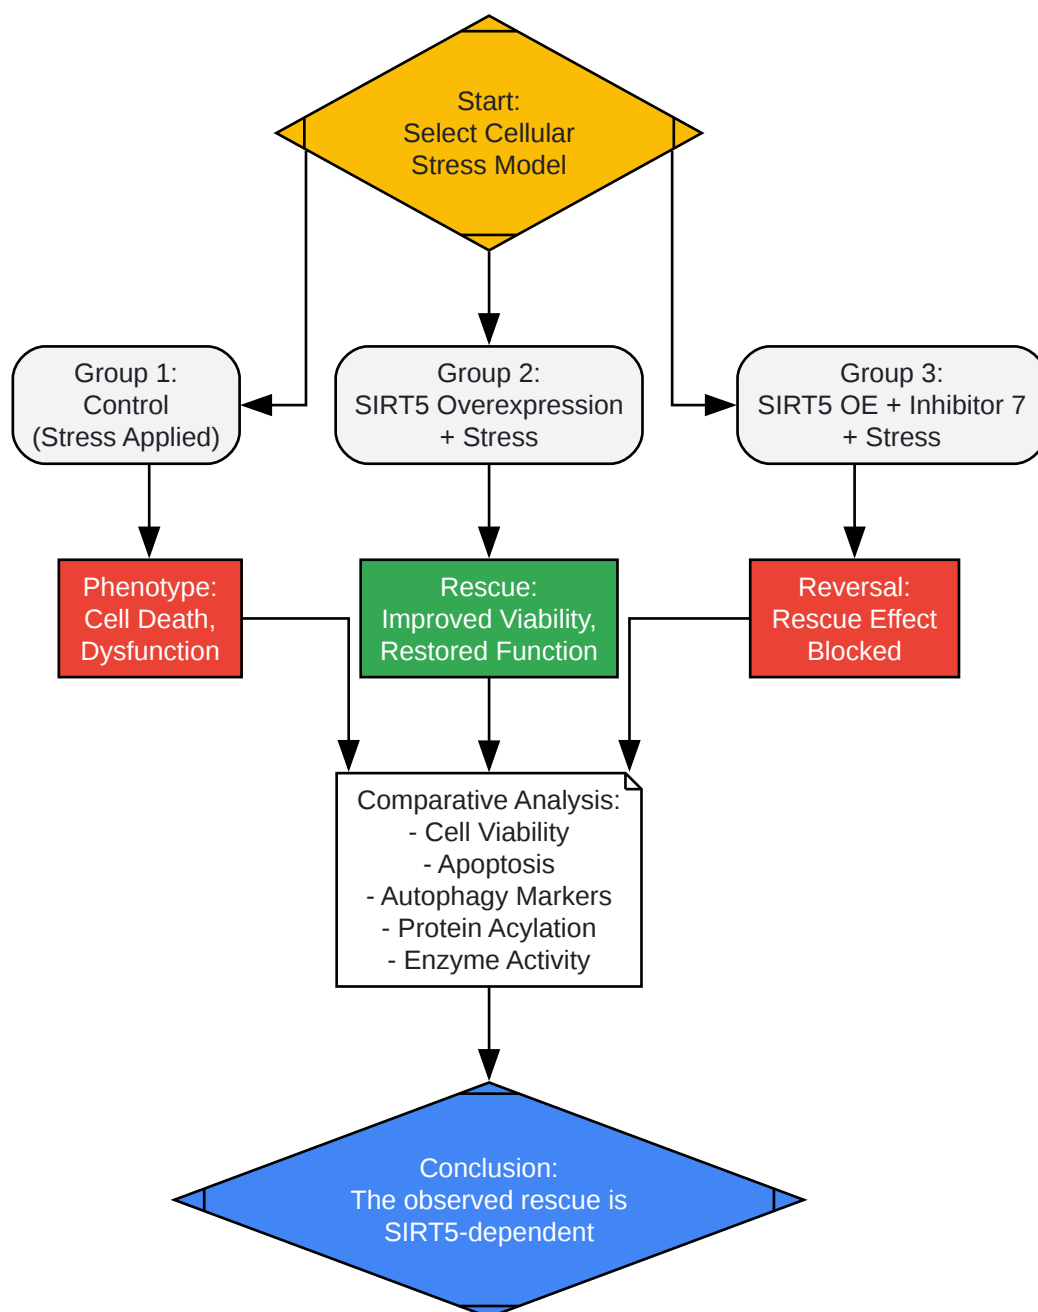 Start:
Select Cellular
Stress Model
Group 1:
Control
(Stress Applied)
Group 2:
SIRT5 Overexpression
+ Stress
Group 3:
SIRT5 OE + Inhibitor 7
+ Stress
Phenotype:
Cell Death,
Dysfunction
Rescue:
Improved Viability,
Restored Function
Reversal:
Rescue Effect
Blocked
Comparative Analysis:
- Cell Viability
- Apoptosis
- Autophagy Markers
- Protein Acylation
- Enzyme Activity
Conclusion:
The observed rescue is
SIRT5-dependent